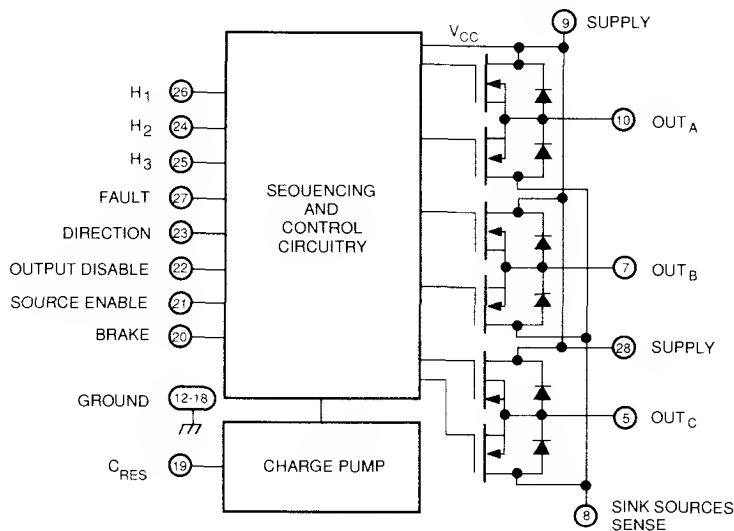 VCC
9 SUPPLY
H1 26
H2 24
H3 25
FAULT 27
DIRECTION 23
OUTPUT DISABLE 22
SOURCE ENABLE 21
BRAKE 20
GROUND 12-18
CRES 19
SEQUENCING
AND
CONTROL
CIRCUITRY
CHARGE PUMP
10 OUTA
7 OUTB
28 SUPPLY
5 OUTC
8 SINK SOURCES
SENSE